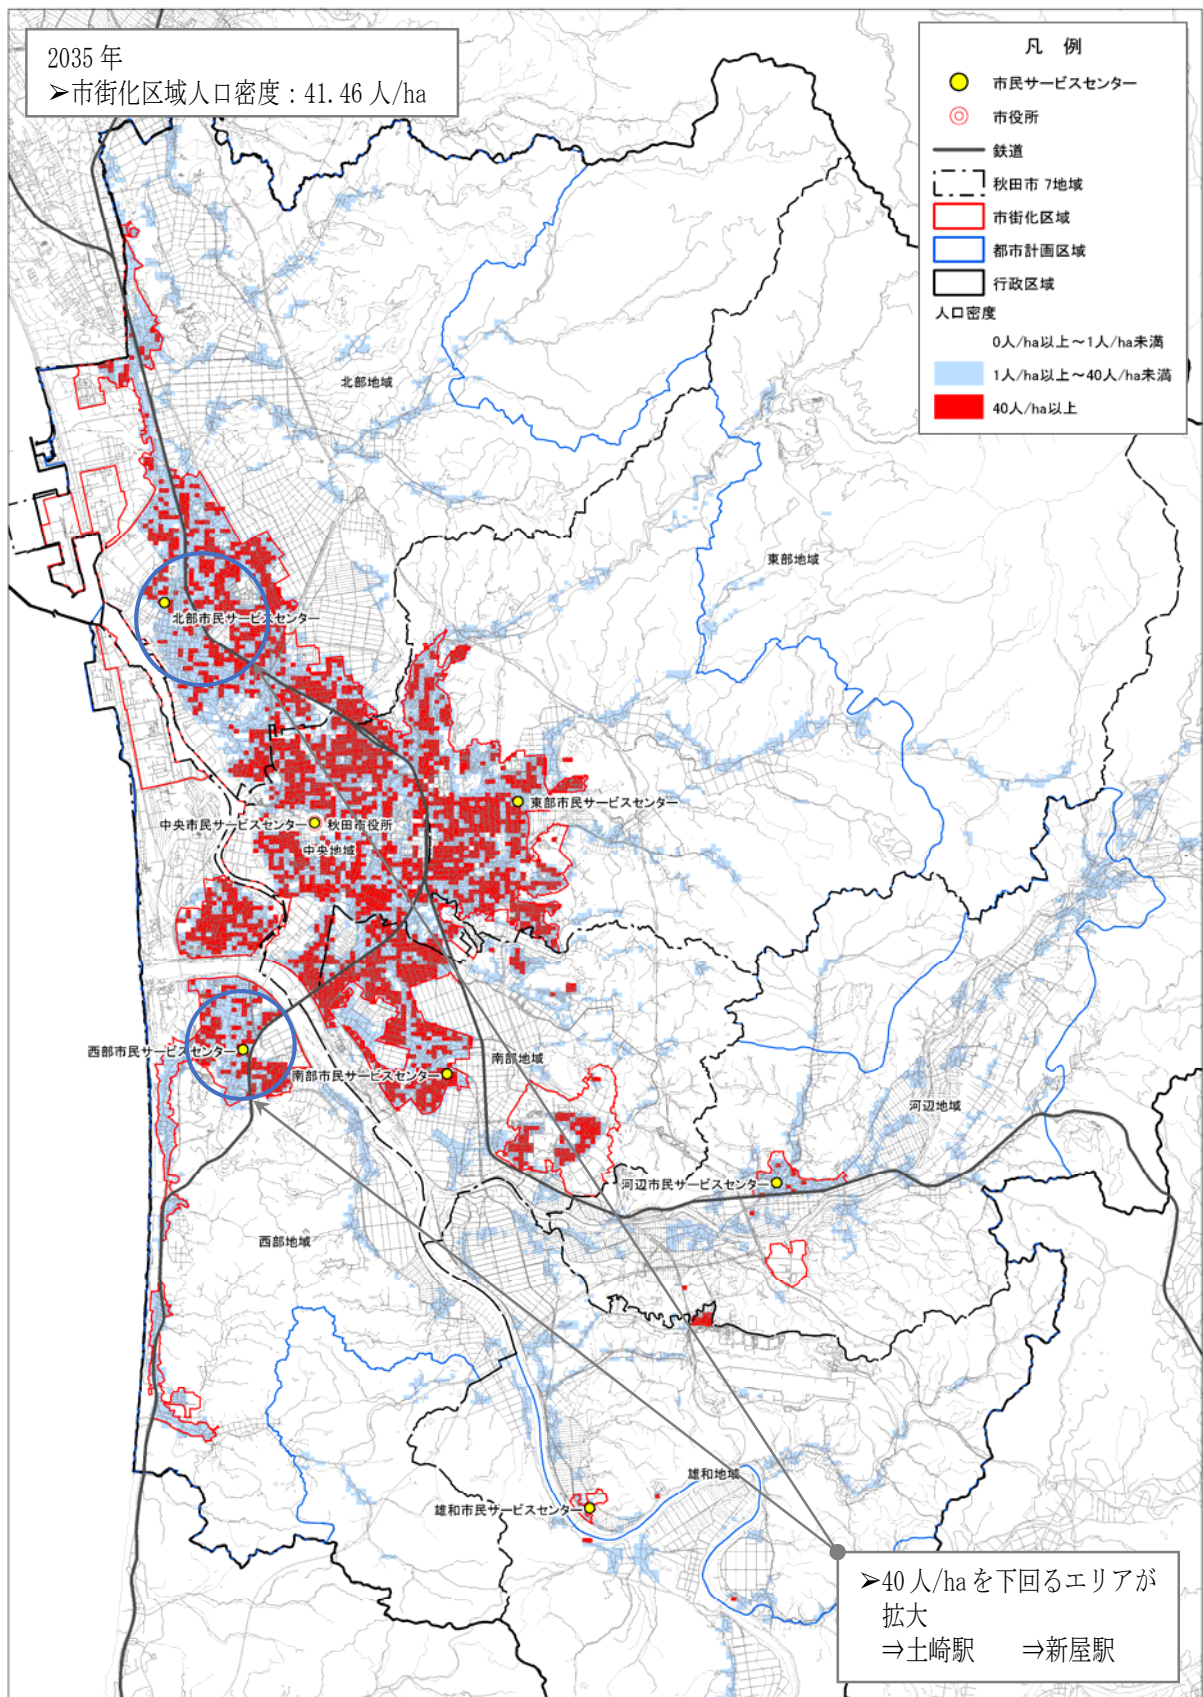 2035 年
➢市街化区域人口密度：41.46 人/ha
凡 例
市民サービスセンター
市役所
鉄道
秋田市 7地域
市街化区域
都市計画区域
行政区域
人口密度
0人/ha以上～1人/ha未満
1人/ha以上～40人/ha未満
40人/ha以上
北部地域
東部地域
北部市民サービスセンター
東部市民サービスセンター
中央市民サービスセンター
秋田市役所
中央地域
西部市民サービスセンター
南部市民サービスセンター
南部地域
河辺地域
河辺市民サービスセンター
西部地域
雄和地域
雄和市民サービスセンター
➢40 人/ha を下回るエリアが
拡大
⇒土崎駅　　⇒新屋駅